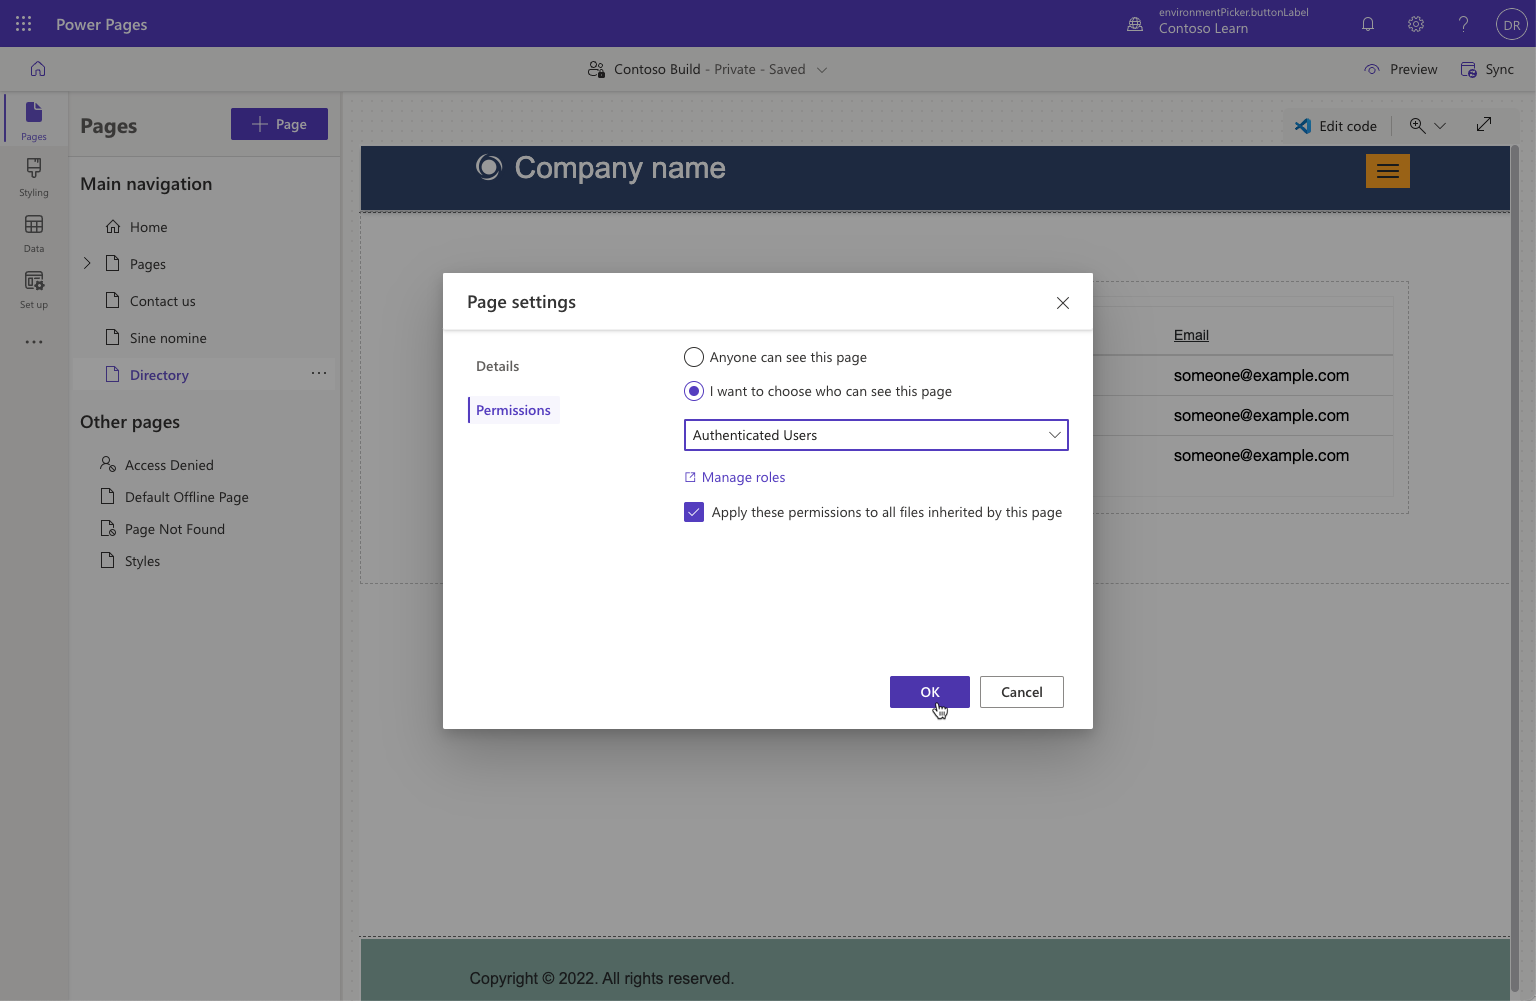 Power Pages
environmentPicker.buttonLabel
Contoso Learn
DR
Contoso Build - Private - Saved
Preview
Sync
Pages
Styling
Data
Set up
Pages
Page
Main navigation
Home
Pages
Contact us
Sine nomine
Directory
Other pages
Access Denied
Default Offline Page
Page Not Found
Styles
Edit code
Company name
Email
someone@example.com
someone@example.com
someone@example.com
Page settings
Details
Permissions
Anyone can see this page
I want to choose who can see this page
Authenticated Users
Manage roles
Apply these permissions to all files inherited by this page
OK
Cancel
Copyright © 2022. All rights reserved.